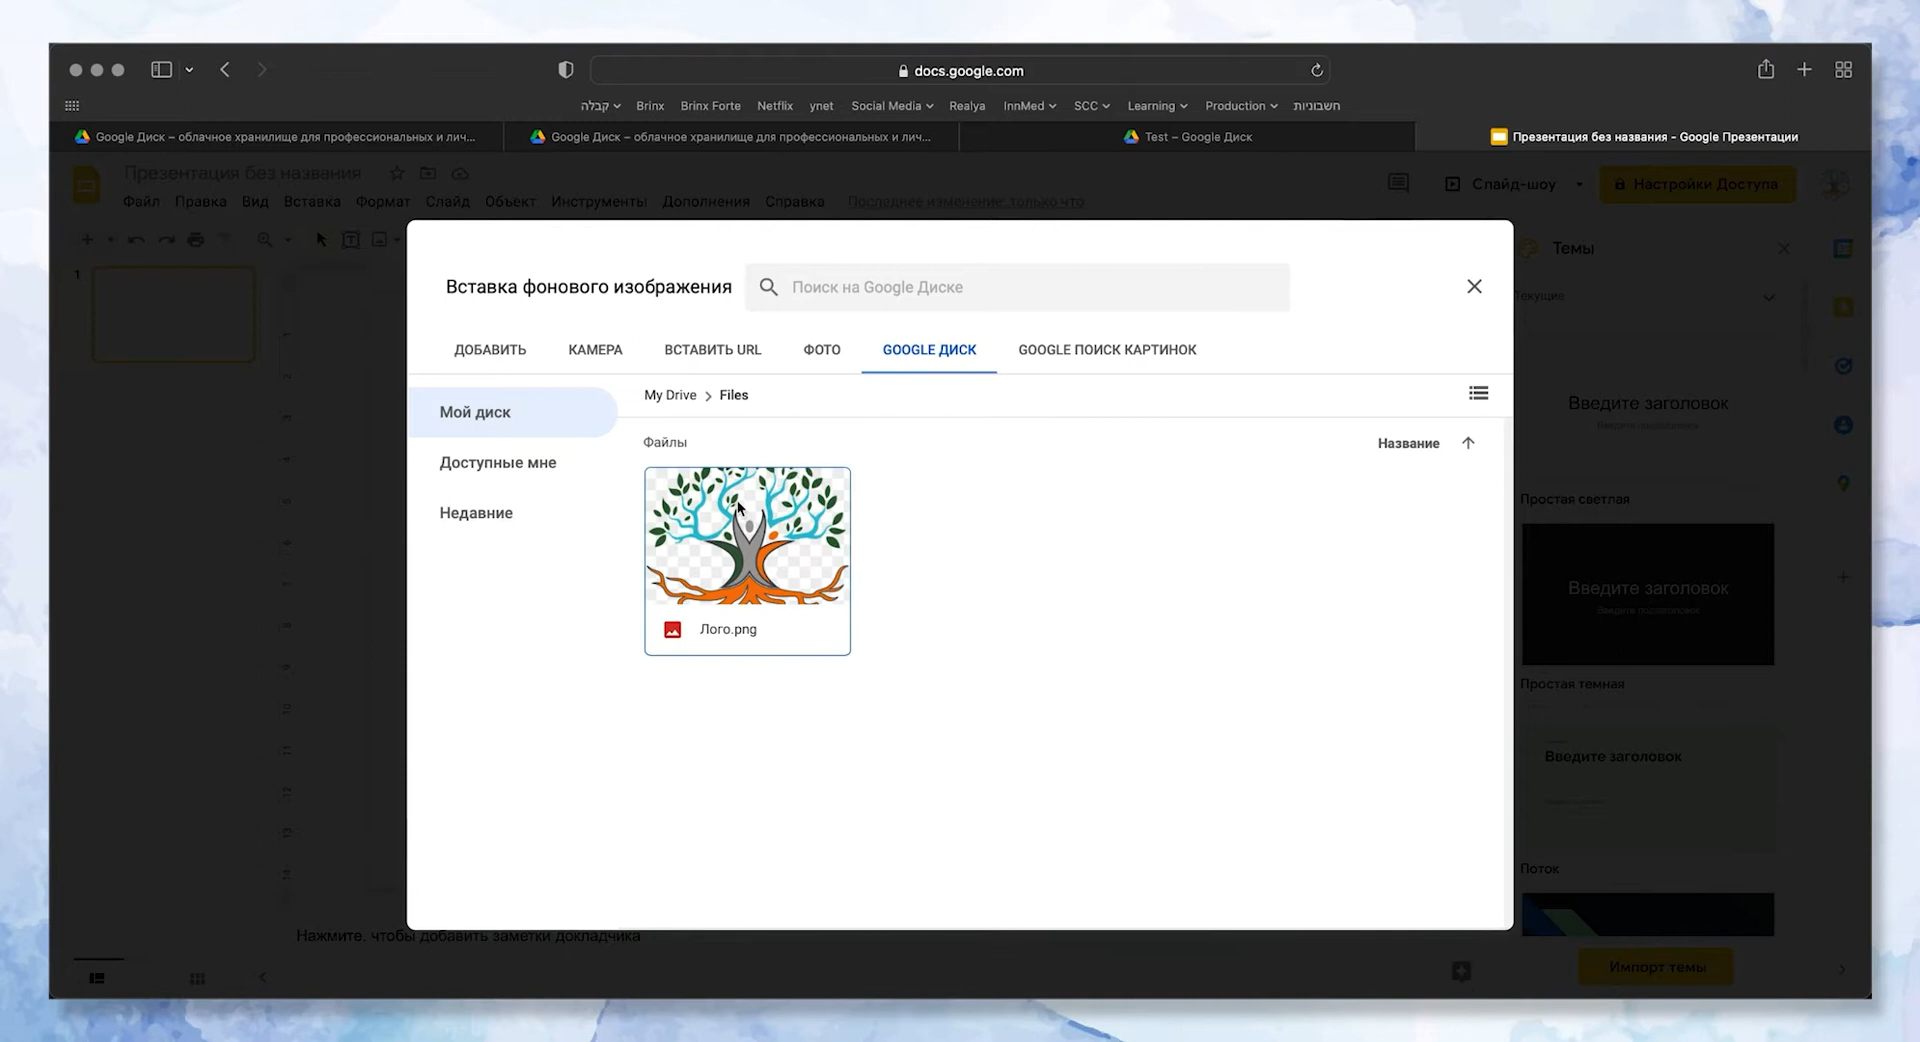 docs.google.com
קבלה Brinx Brinx Forte Netflix ynet Social Media Realya InnMed SCC Learning Production חשבוניות
Google Диск – облачное хранилище для профессиональных и лич...
Google Диск – облачное хранилище для профессиональных и лич...
Test – Google Диск
Презентация без названия - Google Презентации
Презентация без названия
Слайд-шоу
Настройки Доступа
Файл Правка Вид Вставка Формат Слайд Объект Инструменты Дополнения Справка Последнее изменение: только что
Вставка фонового изображения
Поиск на Google Диске
ДОБАВИТЬ КАМЕРА ВСТАВИТЬ URL ФОТО GOOGLE ДИСК GOOGLE ПОИСК КАРТИНОК
Мой диск
Доступные мне
Недавние
My Drive > Files
Файлы
Название
Лого.png
1
Темы
Текущие
Введите заголовок
Введите подзаголовок
Простая светлая
Введите заголовок
Введите подзаголовок
Простая темная
Введите заголовок
Поток
Импорт темы
Нажмите, чтобы добавить заметки докладчика